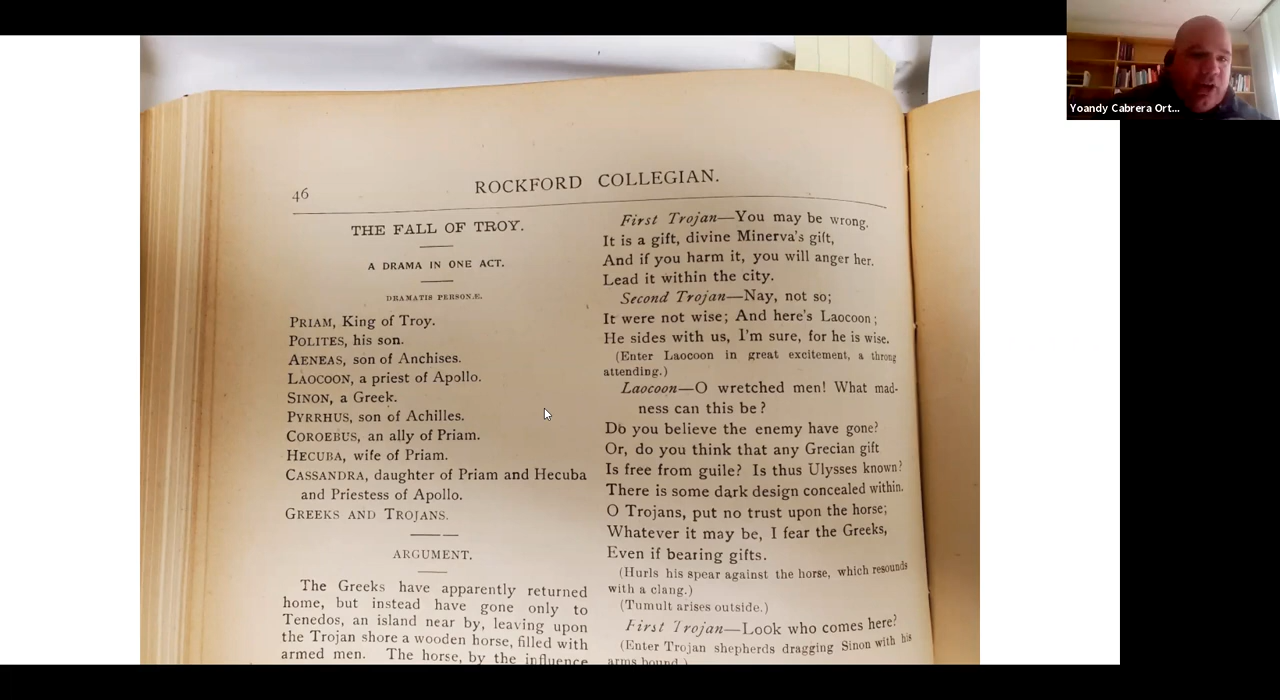 Yoandy Cabrera Ort...
46
ROCKFORD COLLEGIAN.
THE FALL OF TROY.
A DRAMA IN ONE ACT.
DRAMATIS PERSONÆ.
PRIAM, King of Troy.
POLITES, his son.
AENEAS, son of Anchises.
LAOCOON, a priest of Apollo.
SINON, a Greek.
PYRRHUS, son of Achilles.
COROEBUS, an ally of Priam.
HECUBA, wife of Priam.
CASSANDRA, daughter of Priam and Hecuba
and Priestess of Apollo.
GREEKS AND TROJANS.
ARGUMENT.
The Greeks have apparently returned
home, but instead have gone only to
Tenedos, an island near by, leaving upon
the Trojan shore a wooden horse, filled with
armed men. The horse, by the influence
First Trojan—You may be wrong,
It is a gift, divine Minerva's gift,
And if you harm it, you will anger her.
Lead it within the city.
Second Trojan—Nay, not so;
It were not wise; And here's Laocoon;
He sides with us, I'm sure, for he is wise.
(Enter Laocoon in great excitement, a throng
attending.)
Laocoon—O wretched men! What mad-
ness can this be?
Do you believe the enemy have gone?
Or, do you think that any Grecian gift
Is free from guile? Is thus Ulysses known?
There is some dark design concealed within.
O Trojans, put no trust upon the horse;
Whatever it may be, I fear the Greeks,
Even if bearing gifts.
(Hurls his spear against the horse, which resounds
with a clang.)
(Tumult arises outside.)
First Trojan—Look who comes here?
(Enter Trojan shepherds dragging Sinon with his
arms bound.)